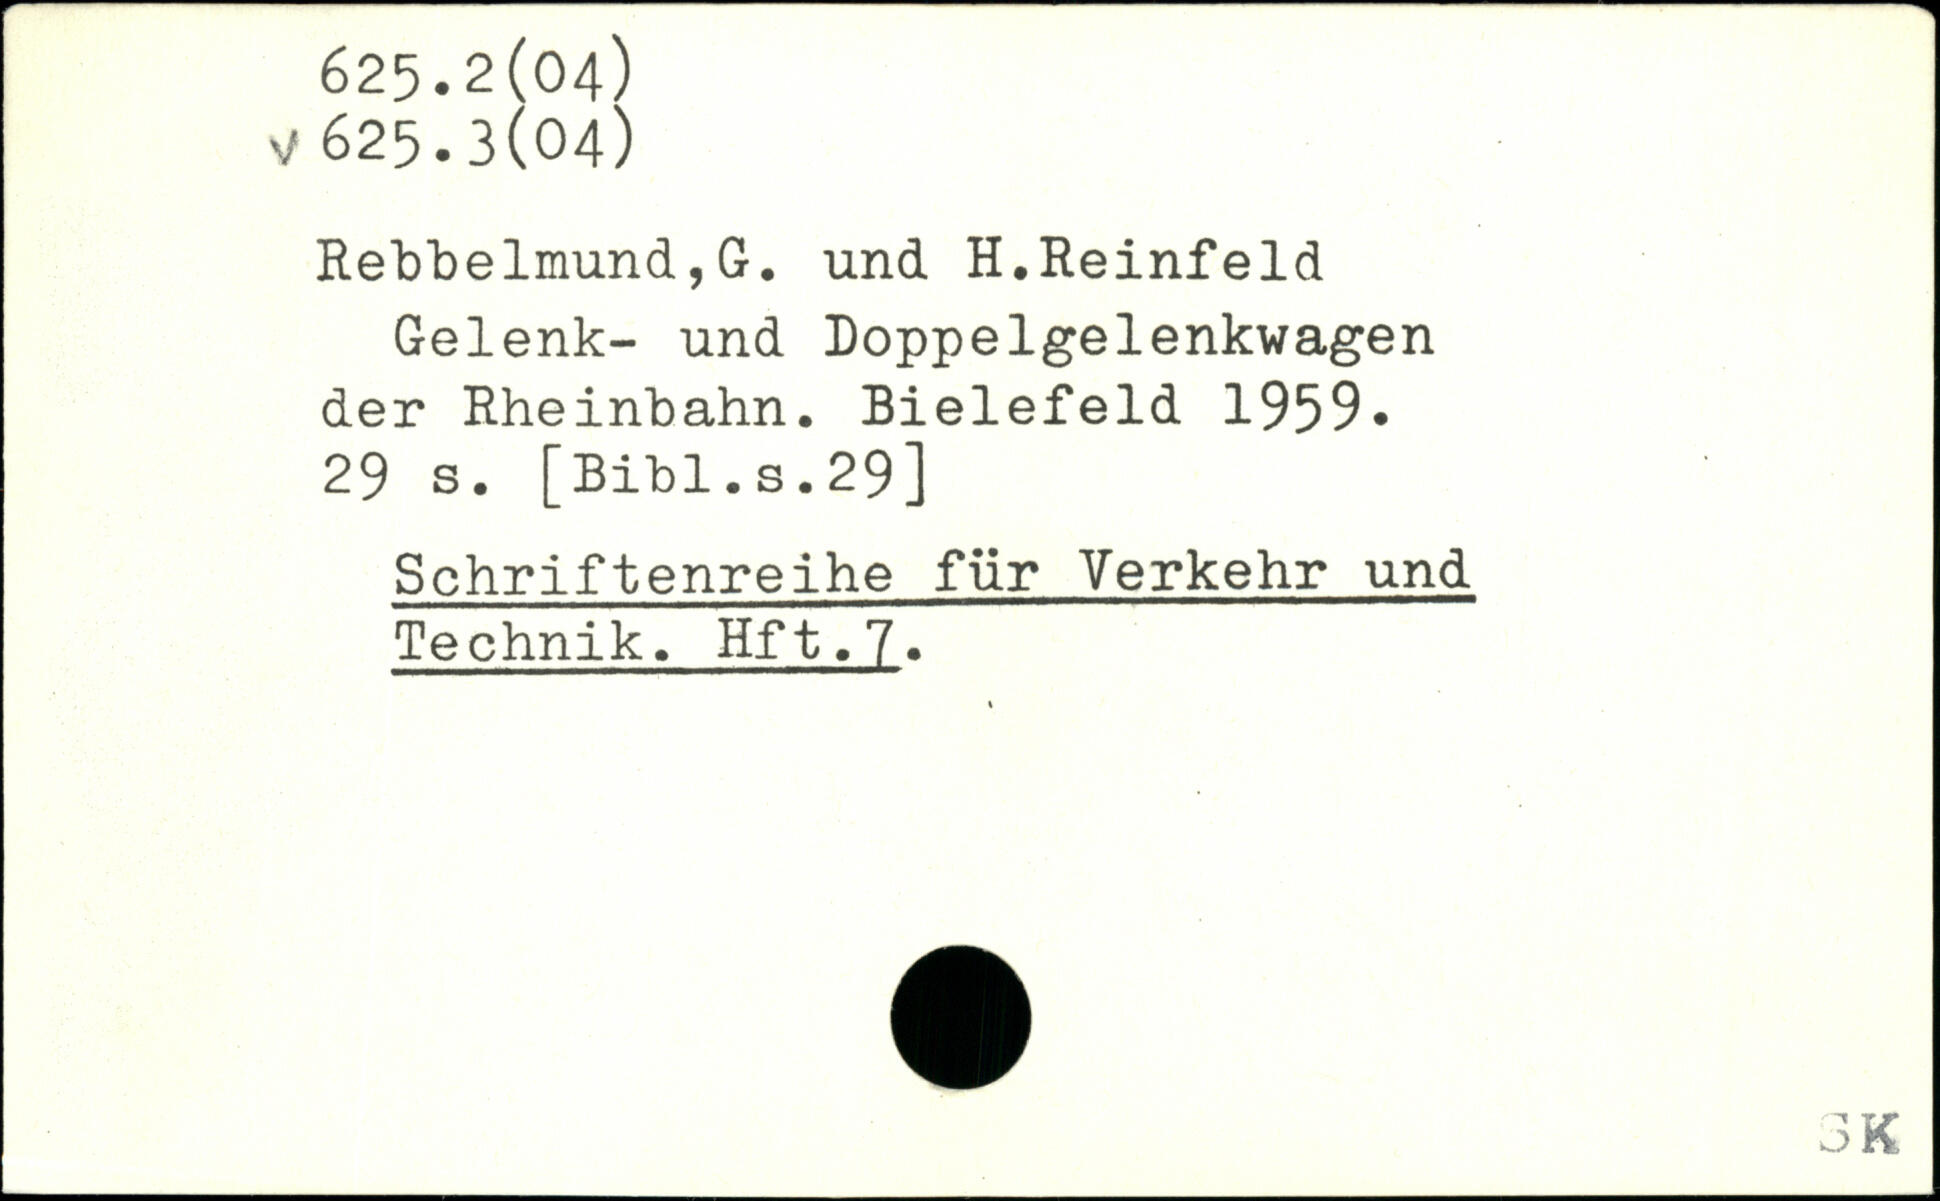 625.2(04)
v 625.3(04)
Rebbelmund,G. und H.Reinfeld
Gelenk- und Doppelgelenkwagen
der Rheinbahn. Bielefeld 1959.
29 s. [Bibl.s.29]
Schriftenreihe für Verkehr und
Technik. Hft.7.
SK